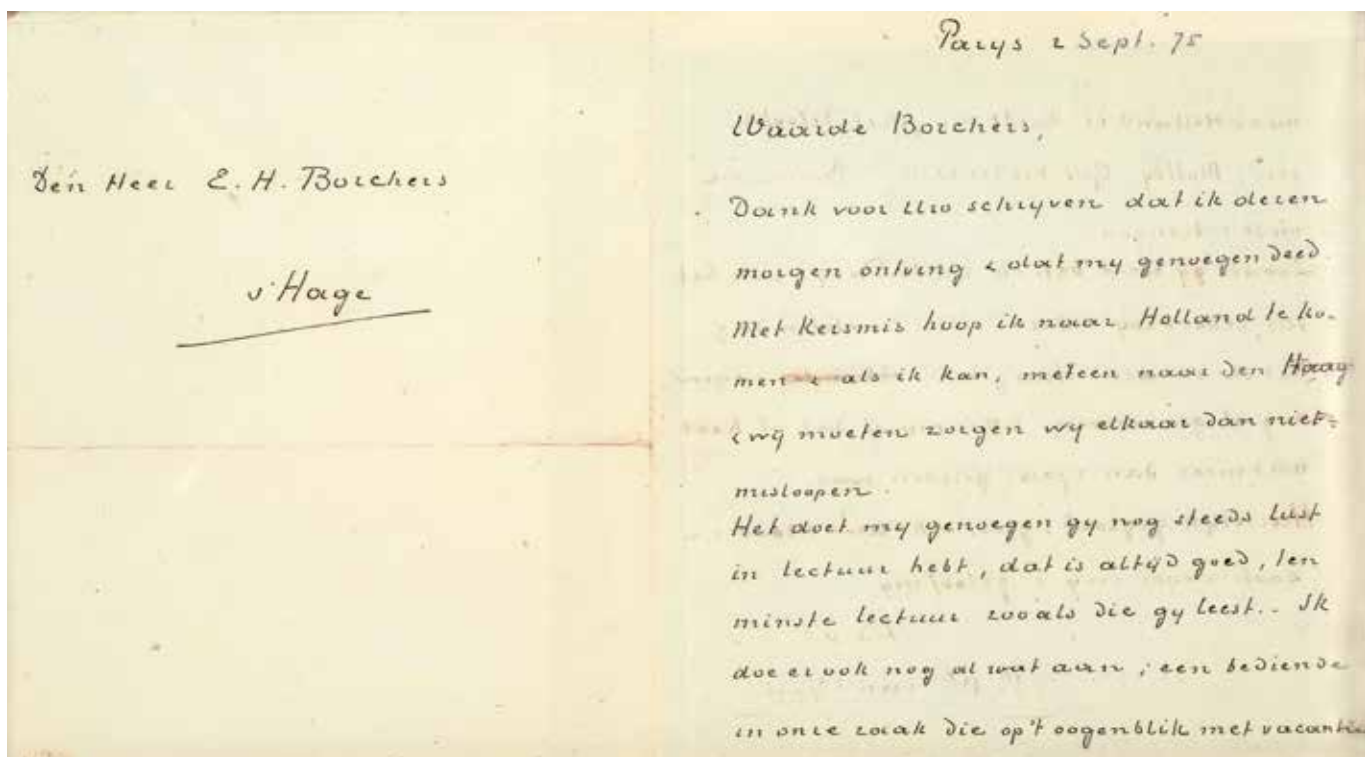 Den Heer E. H. Borchers
s'Hage
Parys 2 Sept. 75
Waarde Borchers,
Dank voor Uw schryven dat ik dezen
morgen ontving & dat my genoegen deed.
Met Kersmis hoop ik naar Holland te ko-
men & als ik kan, meteen naar den Haag
& wij moeten zorgen wy elkaar dan niet
misloopen.
Het doet my genoegen gy nog steeds lust
in lectuur hebt, dat is altijd goed, ten
minste lectuur zooals die gy leest. Ik
doe er ook nog al wat aan; een bediende
in onze zaak die op't oogenblik met vacantie